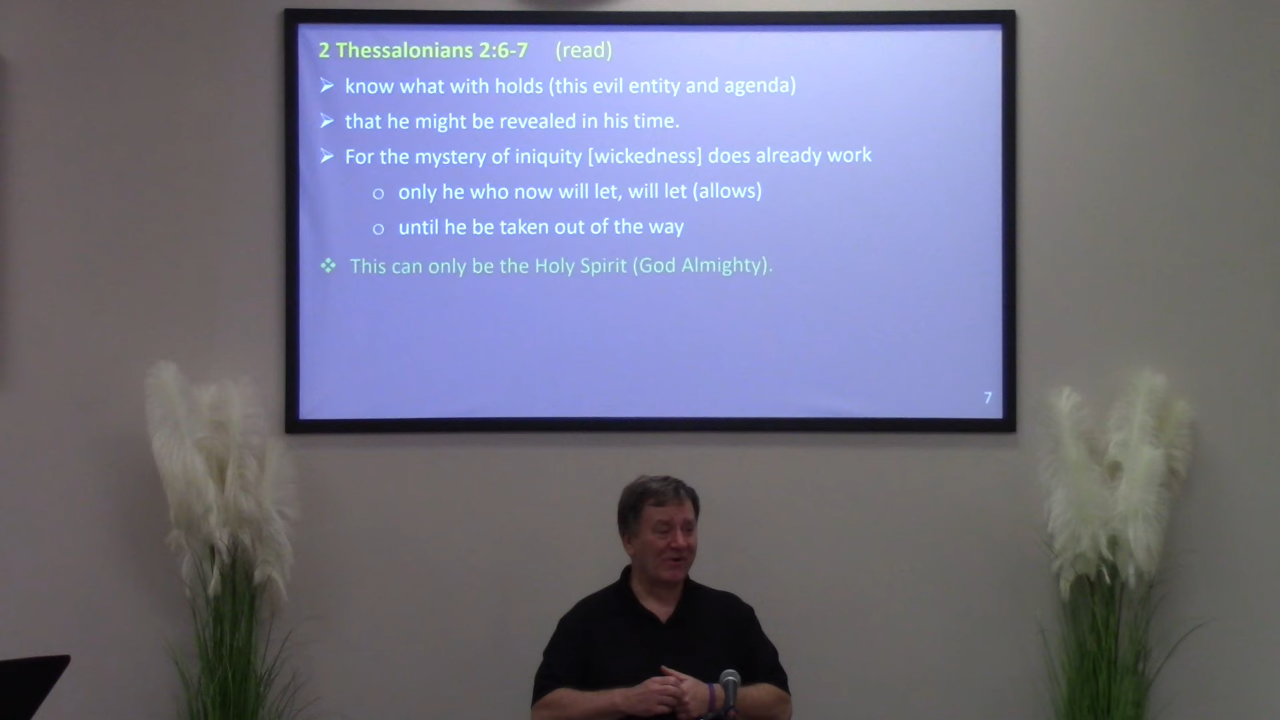 2 Thessalonians 2:6-7 (read)
➢ know what with holds (this evil entity and agenda)
➢ that he might be revealed in his time.
➢ For the mystery of iniquity [wickedness] does already work
o only he who now will let, will let (allows)
o until he be taken out of the way
❖ This can only be the Holy Spirit (God Almighty).
7